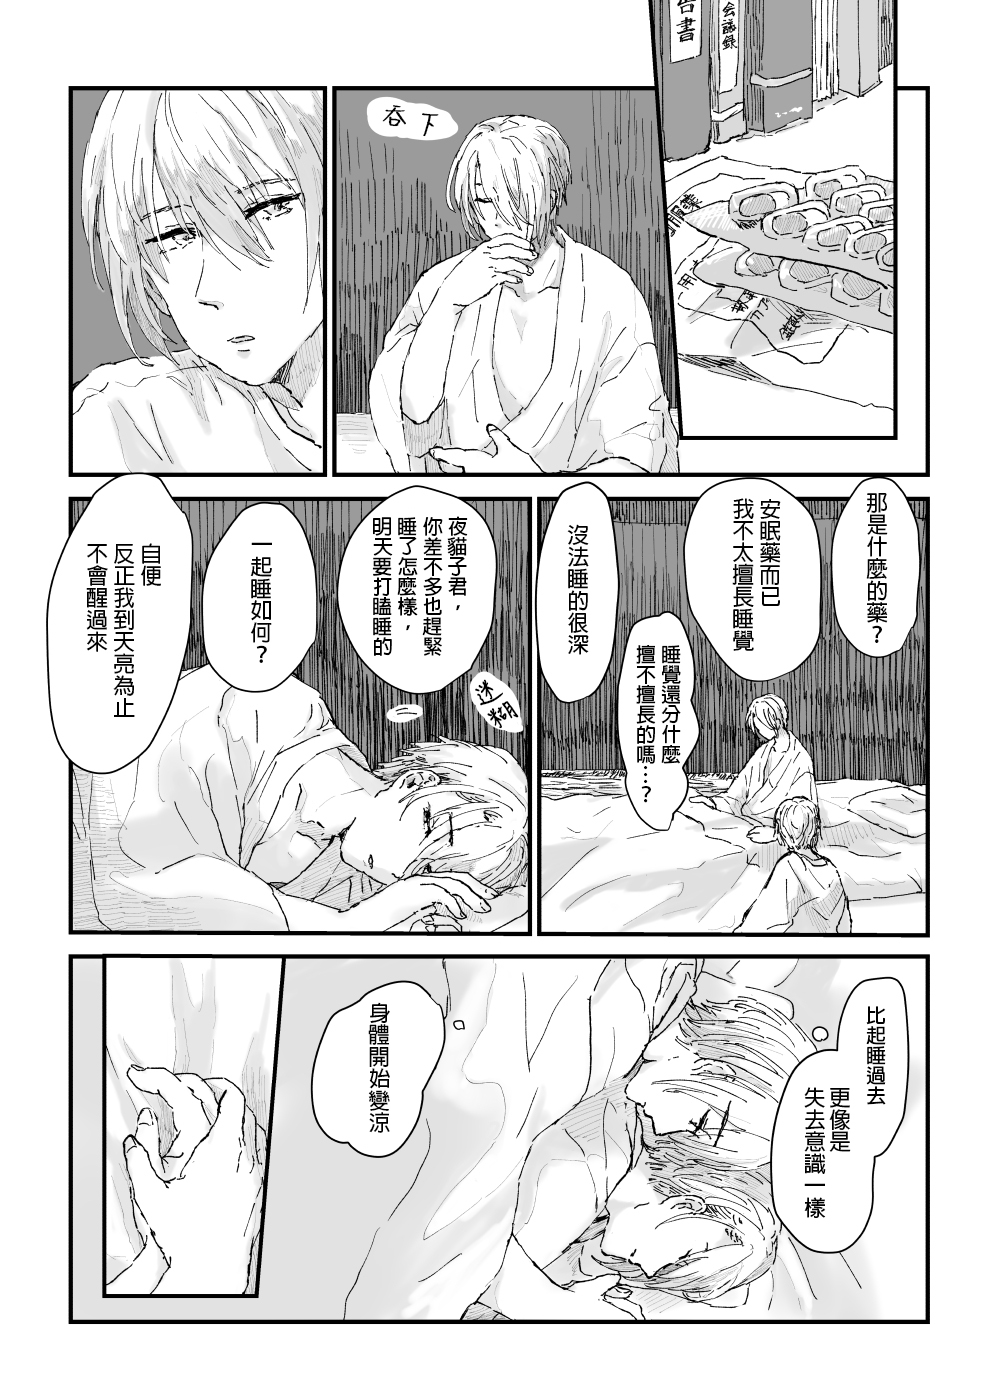 告書
会議録
吞下
那是什麼的藥？
安眠藥而已
我不太擅長睡覺
睡覺還分什麼
擅不擅長的嗎…？
沒法睡的很深
夜貓子君，
你差不多也趕緊
睡了怎麼樣，
明天要打瞌睡的
迷糊
一起睡如何？
自便
反正我到天亮為止
不會醒過來
比起睡過去
更像是
失去意識一樣
身體開始變涼